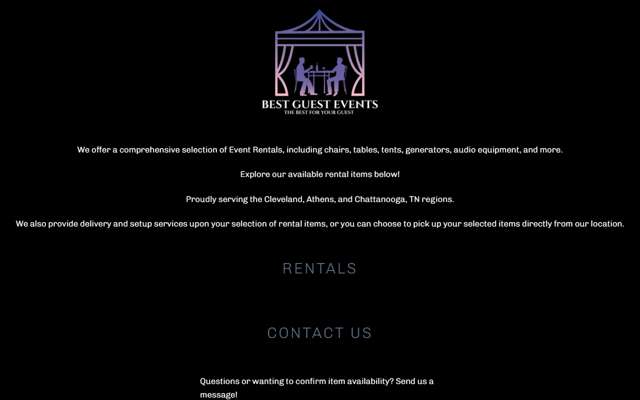 BEST GUEST EVENTS
THE BEST FOR YOUR GUEST
We offer a comprehensive selection of Event Rentals, including chairs, tables, tents, generators, audio equipment, and more.
Explore our available rental items below!
Proudly serving the Cleveland, Athens, and Chattanooga, TN regions.
We also provide delivery and setup services upon your selection of rental items, or you can choose to pick up your selected items directly from our location.
RENTALS
CONTACT US
Questions or wanting to confirm item availability? Send us a
message!